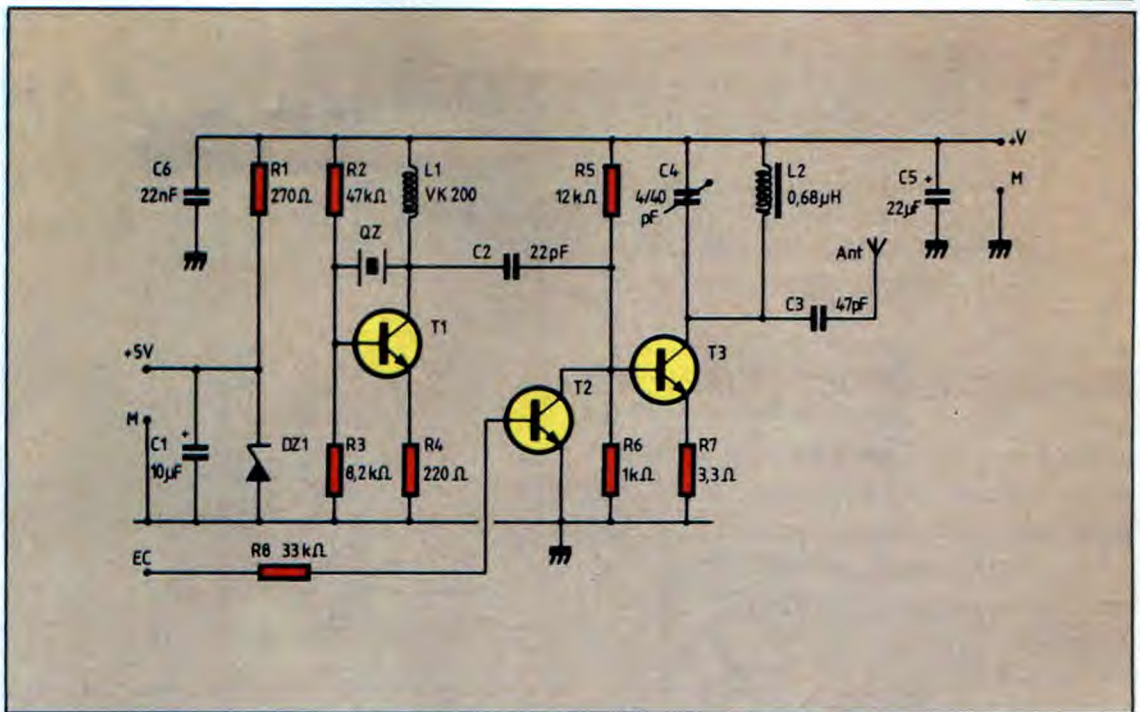 +V
C6
22nF
R1
270Ω
R2
47kΩ
L1
VK 200
R5
12kΩ
C4
4/40
pF
L2
0,68µH
C5
+
22µF
M
QZ
C2
22pF
Ant
C3
47pF
T1
T3
+5V
T2
M
C1
+
10µF
DZ1
R3
8,2kΩ
R4
220Ω
R6
1kΩ
R7
3,3Ω
EC
R8 33kΩ